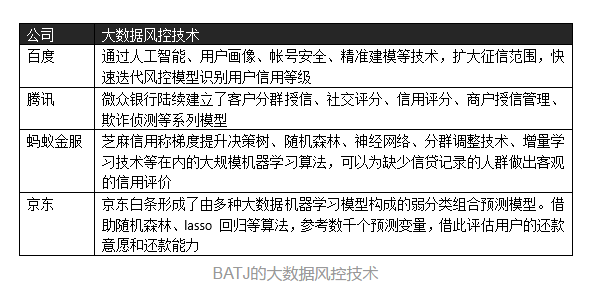 公司 大数据风控技术
百度 通过人工智能、用户画像、帐号安全、精准建模等技术，扩大征信范围，快
速迭代风控模型识别用户信用等级
腾讯 微众银行陆续建立了客户分群授信、社交评分、信用评分、商户授信管理、
欺诈侦测等系列模型
蚂蚁金服 芝麻信用称梯度提升决策树、随机森林、神经网络、分群调整技术、增量学
习技术等在内的大规模机器学习算法，可以为缺少信贷记录的人群做出客观
的信用评价
京东 京东白条形成了由多种大数据机器学习模型构成的弱分类组合预测模型。借
助随机森林、lasso 回归等算法，参考数千个预测变量，借此评估用户的还款
意愿和还款能力
BATJ的大数据风控技术